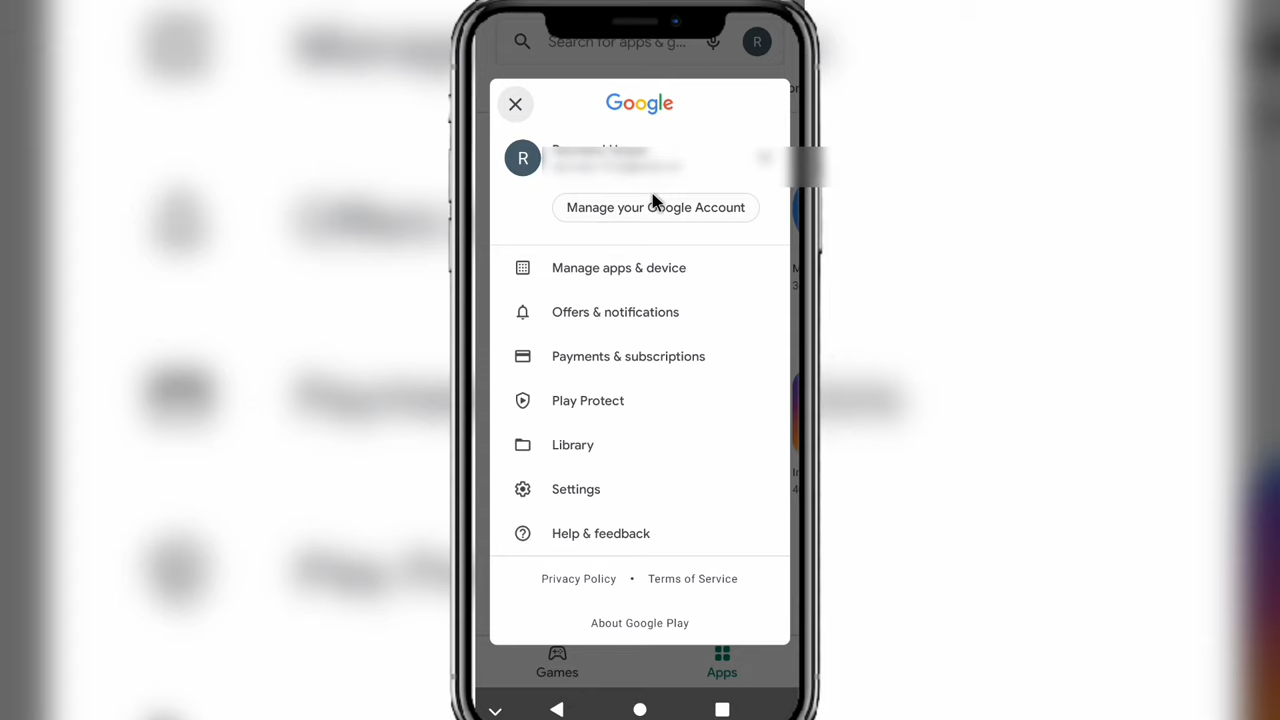 Search for apps & g...
R
Google
R
Manage your Google Account
Manage apps & device
Offers & notifications
Payments & subscriptions
Play Protect
Library
Settings
Help & feedback
Privacy Policy • Terms of Service
About Google Play
Games
Apps